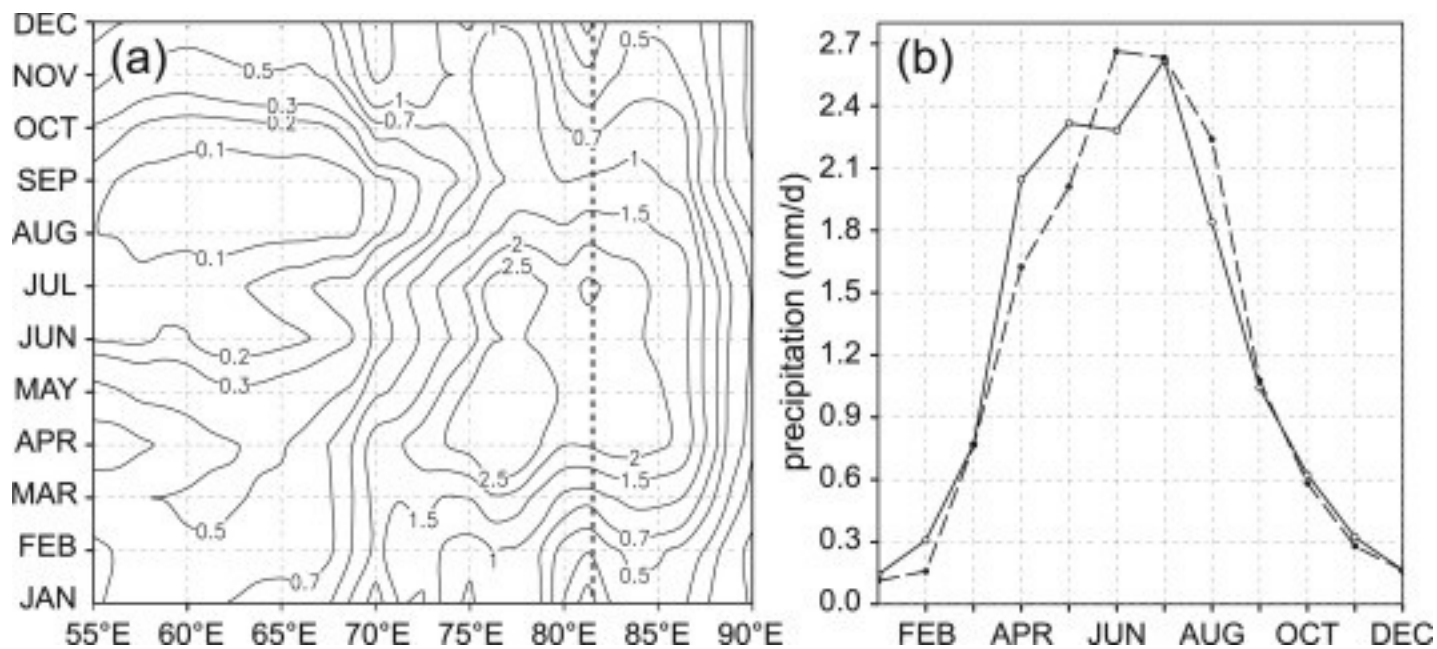 DEC
NOV
OCT
SEP
AUG
JUL
JUN
MAY
APR
MAR
FEB
JAN
(a)
0.5
0.3
0.2
0.1
0.1
0.2
0.3
0.5
0.7
1
0.7
1
0.5
0.7
1
1.5
2
2.5
2.5
2
1.5
1.5
0.7
1
0.5
55°E 60°E 65°E 70°E 75°E 80°E 85°E 90°E
(b)
precipitation (mm/d)
2.7
2.4
2.1
1.8
1.5
1.2
0.9
0.6
0.3
0.0
FEB APR JUN AUG OCT DEC